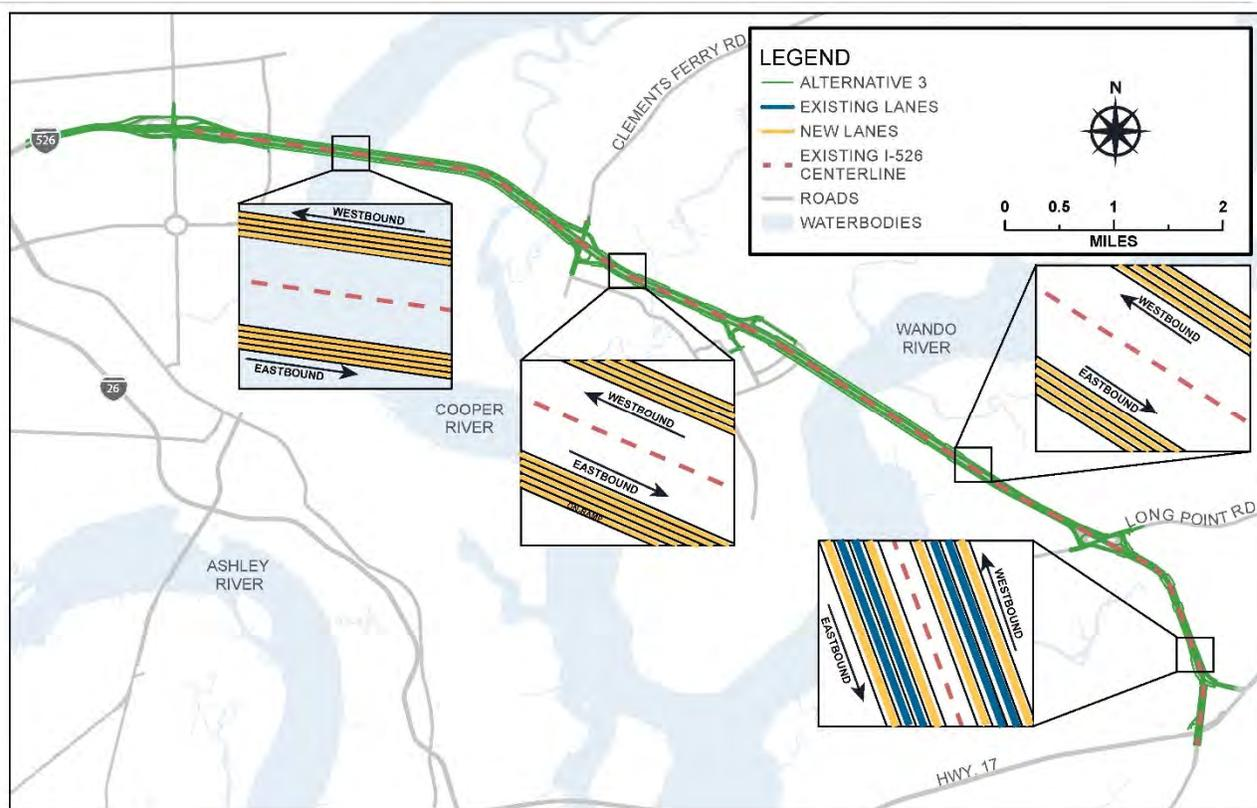 LEGEND
ALTERNATIVE 3
EXISTING LANES
NEW LANES
EXISTING I-526
CENTERLINE
ROADS
WATERBODIES
N
0 0.5 1 2
MILES
CLEMENTS FERRY RD
526
WESTBOUND
EASTBOUND
WESTBOUND
EASTBOUND
ON RAMP
WESTBOUND
EASTBOUND
WANDO
RIVER
26
COOPER
RIVER
LONG POINT RD
ASHLEY
RIVER
WESTBOUND
EASTBOUND
HWY. 17